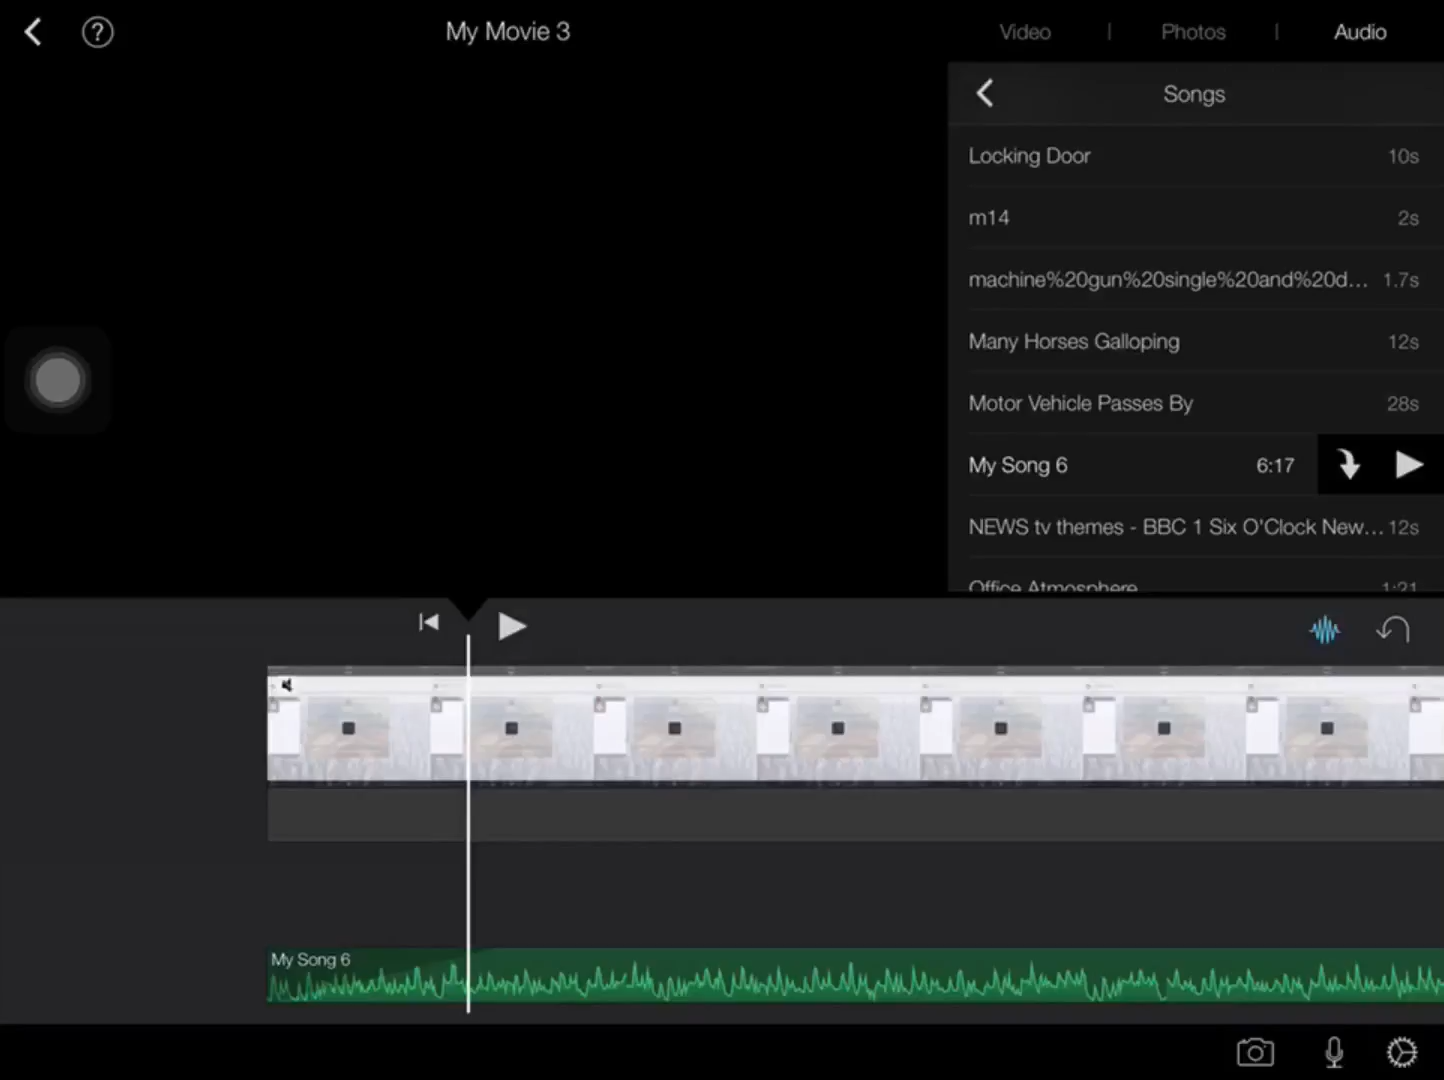 My Movie 3
Video | Photos | Audio
Songs
Locking Door 10s
m14 2s
machine%20gun%20single%20and%20d... 1.7s
Many Horses Galloping 12s
Motor Vehicle Passes By 28s
My Song 6 6:17
NEWS tv themes - BBC 1 Six O'Clock New... 12s
Office Atmosphere 1:21
My Song 6